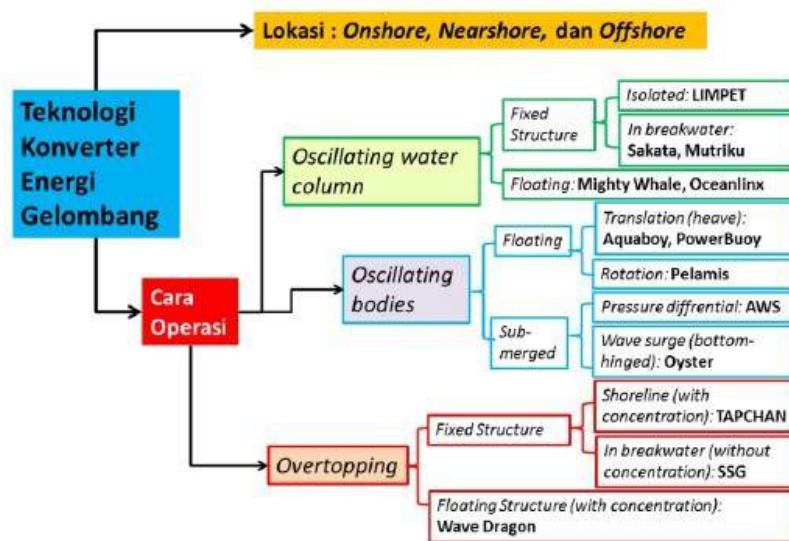 Lokasi : Onshore, Nearshore, dan Offshore
Teknologi
Konverter
Energi
Gelombang
Cara
Operasi
Oscillating water
column
Fixed
Structure
Isolated: LIMPET
In breakwater:
Sakata, Mutriku
Floating: Mighty Whale, Oceanlinx
Oscillating
bodies
Floating
Translation (heave):
Aquaboy, PowerBuoy
Rotation: Pelamis
Sub-
merged
Pressure diffrential: AWS
Wave surge (bottom-
hinged): Oyster
Overtopping
Fixed Structure
Shoreline (with
concentration): TAPCHAN
In breakwater (without
concentration): SSG
Floating Structure (with concentration):
Wave Dragon